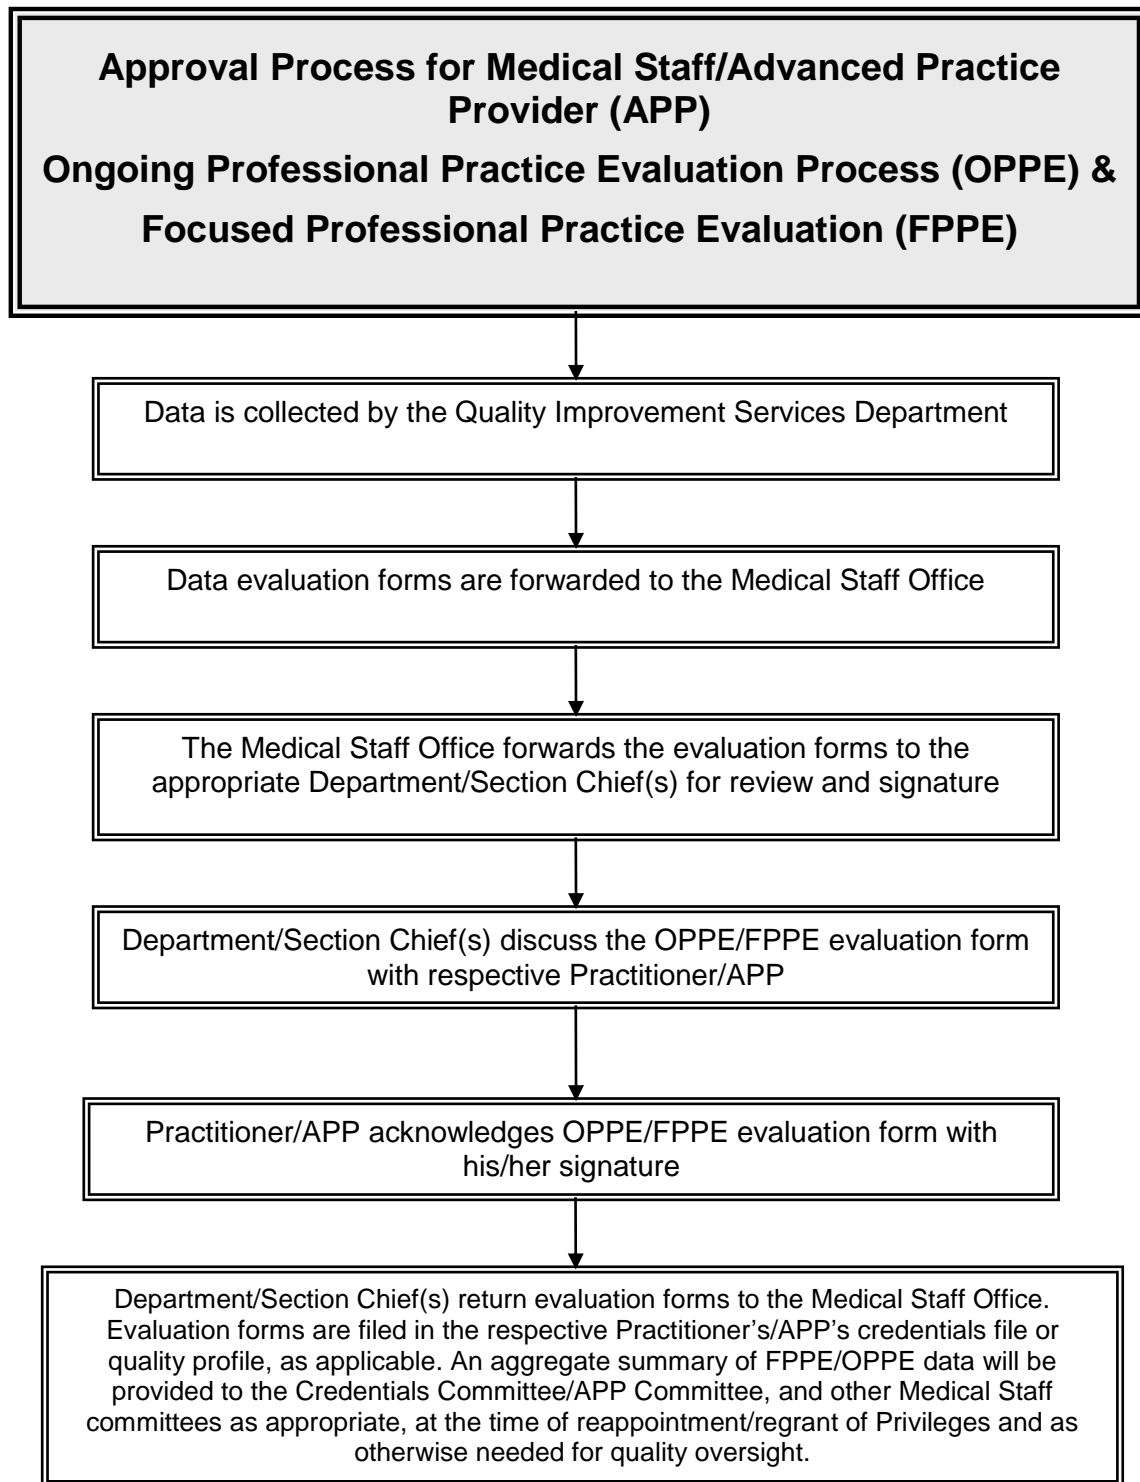 Approval Process for Medical Staff/Advanced Practice
Provider (APP)
Ongoing Professional Practice Evaluation Process (OPPE) &
Focused Professional Practice Evaluation (FPPE)
Data is collected by the Quality Improvement Services Department
Data evaluation forms are forwarded to the Medical Staff Office
The Medical Staff Office forwards the evaluation forms to the
appropriate Department/Section Chief(s) for review and signature
Department/Section Chief(s) discuss the OPPE/FPPE evaluation form
with respective Practitioner/APP
Practitioner/APP acknowledges OPPE/FPPE evaluation form with
his/her signature
Department/Section Chief(s) return evaluation forms to the Medical Staff Office.
Evaluation forms are filed in the respective Practitioner’s/APP’s credentials file or
quality profile, as applicable. An aggregate summary of FPPE/OPPE data will be
provided to the Credentials Committee/APP Committee, and other Medical Staff
committees as appropriate, at the time of reappointment/regrant of Privileges and as
otherwise needed for quality oversight.